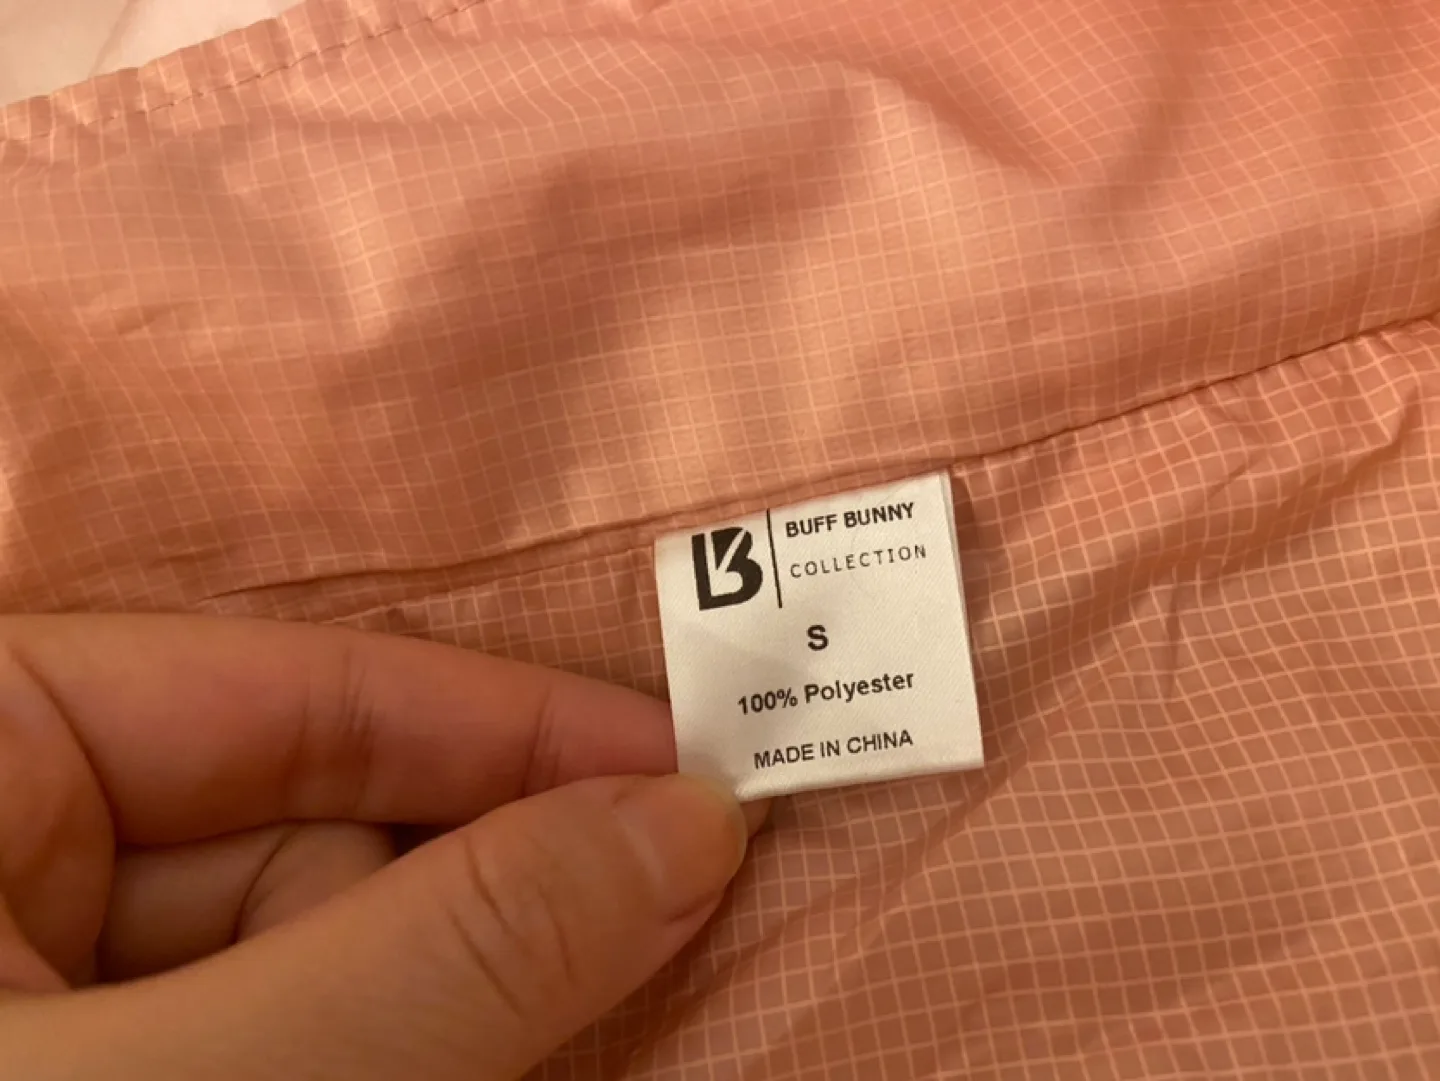 BUFF BUNNY
COLLECTION
S
100% Polyester
MADE IN CHINA